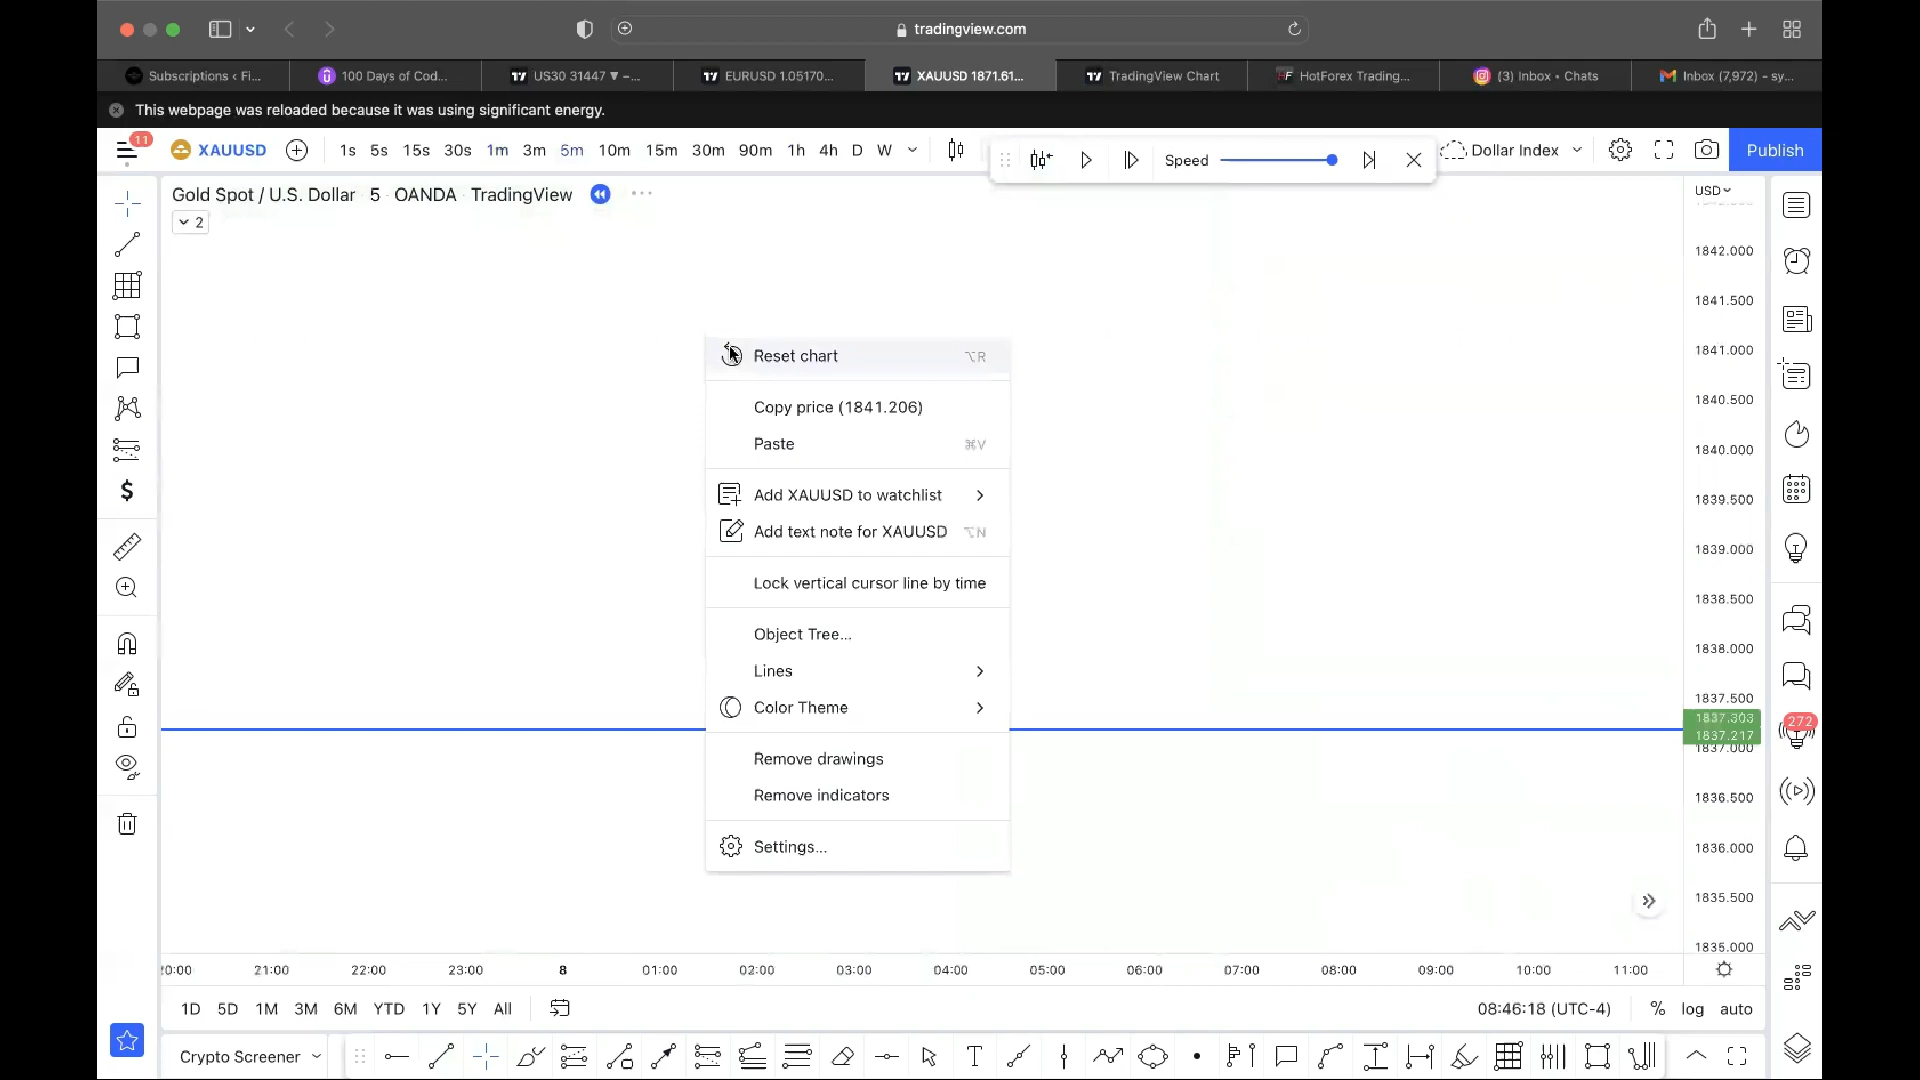 tradingview.com
Subscriptions ‹ Fi...
100 Days of Cod...
US30 31447 ▼ –...
EURUSD 1.05170...
XAUUSD 1871.61...
TradingView Chart
HotForex Trading...
(3) Inbox • Chats
Inbox (7,972) – sy...
This webpage was reloaded because it was using significant energy.
11
XAUUSD
1s 5s 15s 30s 1m 3m 5m 10m 15m 30m 90m 1h 4h D W
Speed
Dollar Index
Publish
Gold Spot / U.S. Dollar 5 OANDA TradingView
USD
2
1842.000
1841.500
1841.000
1840.500
1840.000
1839.500
1839.000
1838.500
1838.000
1837.500
1837.303
1837.217
1837.000
1836.500
1836.000
1835.500
1835.000
Reset chart ⌥R
Copy price (1841.206)
Paste ⌘V
Add XAUUSD to watchlist
Add text note for XAUUSD ⌥N
Lock vertical cursor line by time
Object Tree...
Lines
Color Theme
Remove drawings
Remove indicators
Settings...
272
21:00 22:00 23:00 8 01:00 02:00 03:00 04:00 05:00 06:00 07:00 08:00 09:00 10:00 11:00
1D 5D 1M 3M 6M YTD 1Y 5Y All
08:46:18 (UTC-4) % log auto
Crypto Screener